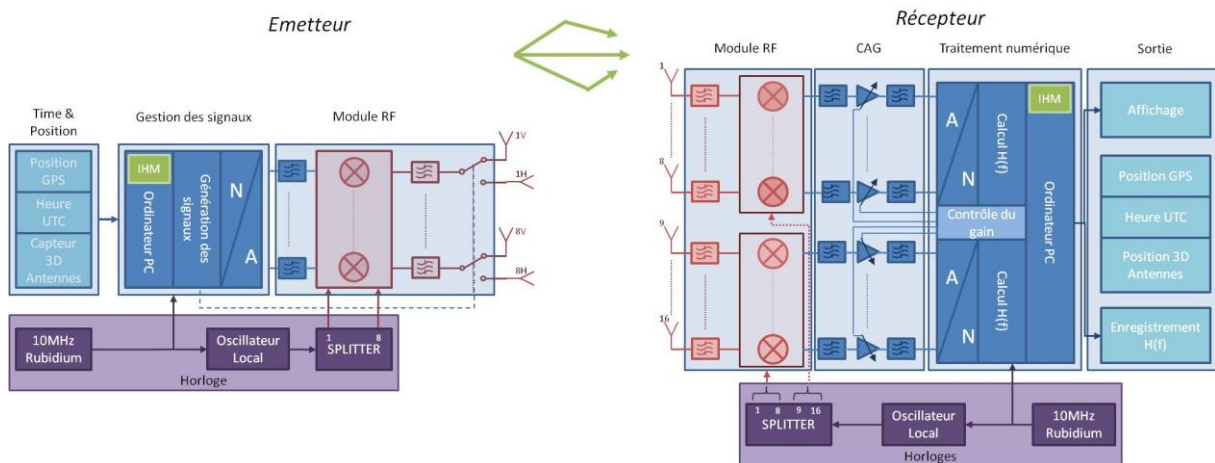 Emetteur
Time &
Position
Gestion des signaux
Module RF
Position
GPS
Heure
UTC
Capteur
3D
Antennes
IHM
Ordinateur PC
Génération des
signaux
N
A
1V
1H
8V
8H
10MHz
Rubidium
Oscillateur
Local
1
8
SPLITTER
Horloge
Récepteur
Module RF
CAG
Traitement numérique
Sortie
1
8
9
16
A
N
Calcul H(f)
IHM
Ordinateur PC
Contrôle du
gain
A
N
Calcul H(f)
Affichage
Position GPS
Heure UTC
Position 3D
Antennes
Enregistrement
H(f)
1 8 9 16
SPLITTER
Oscillateur
Local
10MHz
Rubidium
Horloges